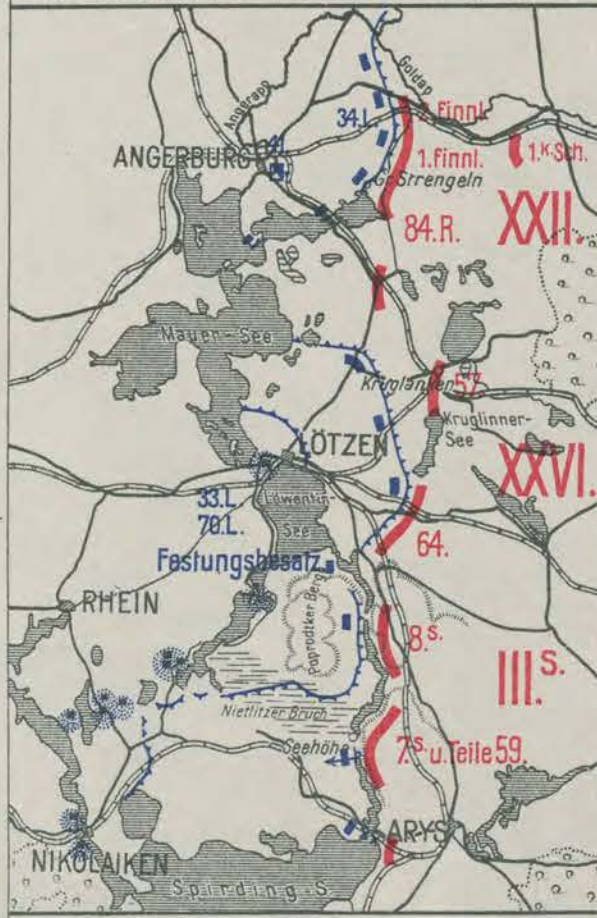 Goldap
Angerapp
34.L.
2. finnl.
ANGERBURG
1. finnl.
1.K.Sch.
Gr. Strengeln
84.R.
XXII.
Mauer-See
Kruglanken
57.
Kruglinner-
See
LÖTZEN
XXVI.
33.L.
70.L.
Löwentin-
See
64.
Festungsbesatz.
RHEIN
Paprodtker Berg
8.S.
III.S.
Nietlitzer Bruch
Seehöhe
7.S. u. Teile 59.
ARYS
NIKOLAIKEN
Spirding-S.